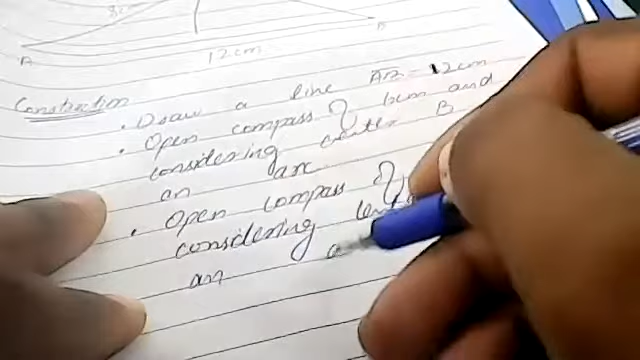 8cm
A B
12cm
Construction
• Draw a line AB = 12cm
• Open compass of 6cm and
considering centre B
an arc
• Open compass of
considering
an a